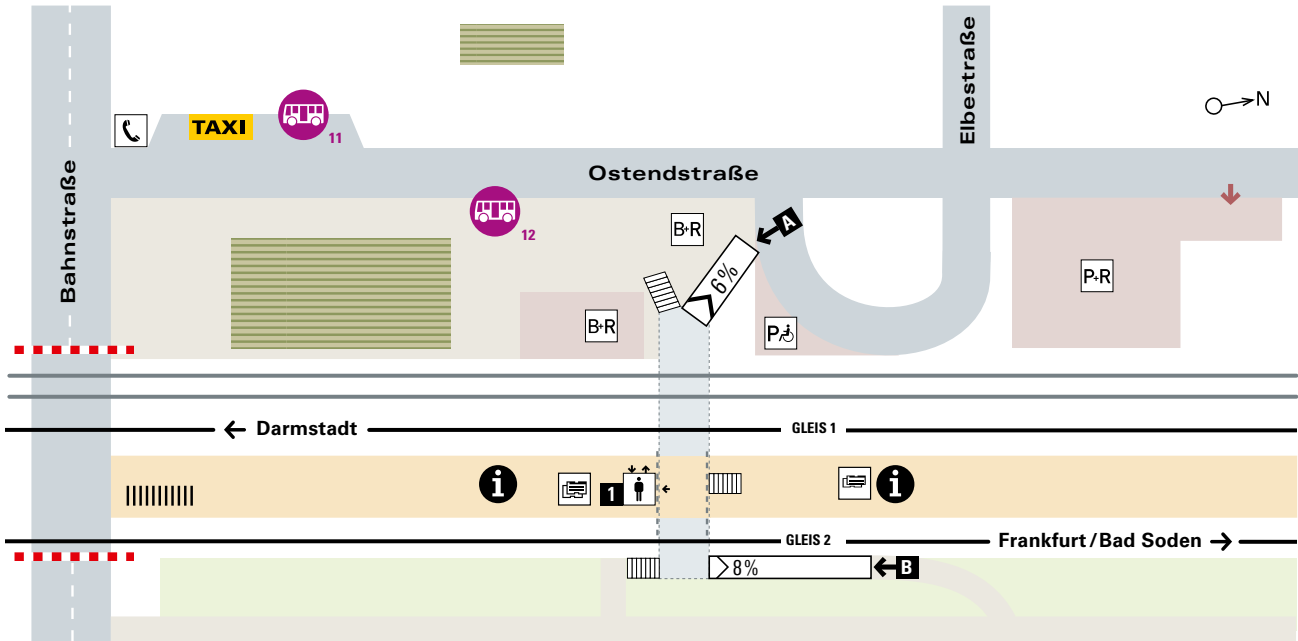 Bahnstraße
TAXI
11
12
Ostendstraße
Elbestraße
N
B+R
A
6%
B+R
P
P+R
← Darmstadt
GLEIS 1
i
1
i
GLEIS 2
Frankfurt/Bad Soden →
8%
B